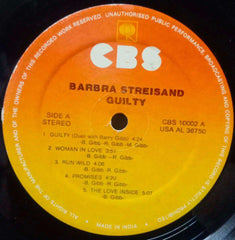 CBS
BARBRA STREISAND
GUILTY
SIDE A
STEREO
CBS 10002 A
USA AL 36750
1. GUILTY (Duet with Barry Gibb) 4:24
B. Gibb - R. Gibb - M. Gibb
2. WOMAN IN LOVE 3:51
B. Gibb - R. Gibb
3. RUN WILD 4:06
B. Gibb - R. Gibb
4. PROMISES 4:20
B. Gibb - R. Gibb
5. THE LOVE INSIDE 5:07
B. Gibb
MADE IN INDIA
ALL RIGHTS OF THE MANUFACTURER AND OF THE OWNERS OF THIS RECORDED WORK RESERVED. UNAUTHORISED PUBLIC PERFORMANCE BROADCASTING AND COPYING OF THIS RECORD PROHIBITED